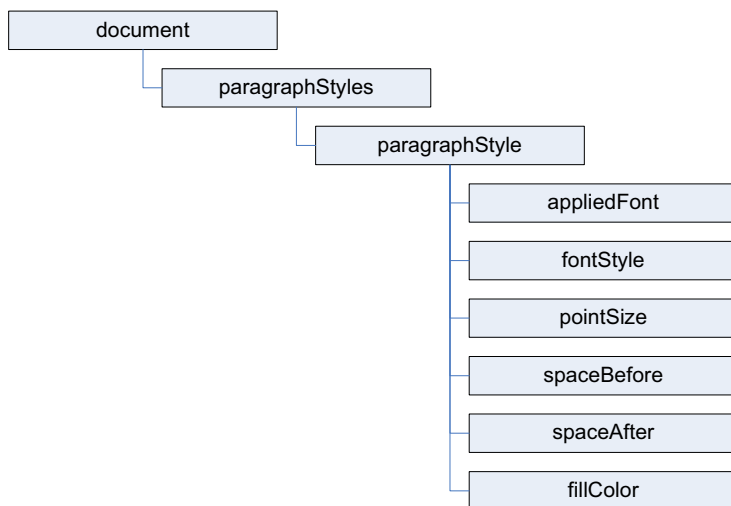 document
paragraphStyles
paragraphStyle
appliedFont
fontStyle
pointSize
spaceBefore
spaceAfter
fillColor